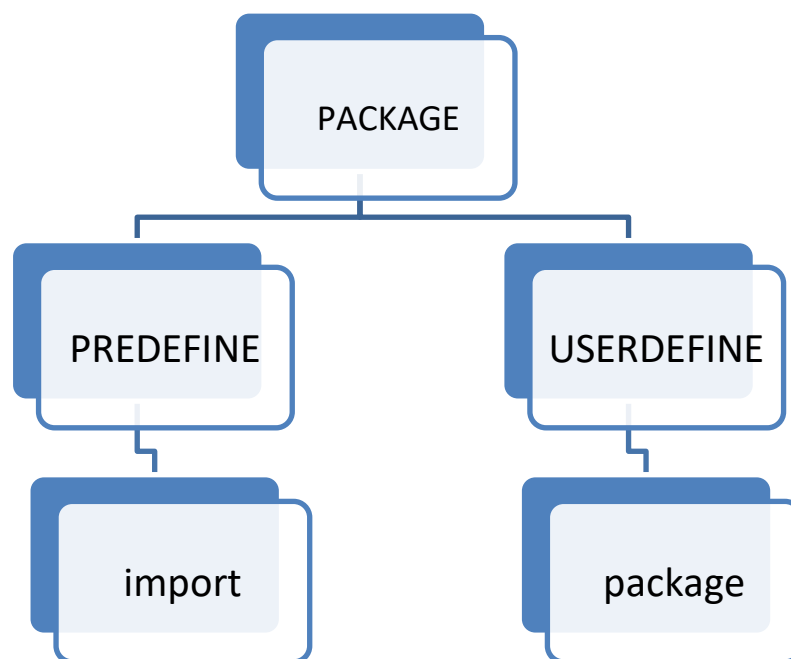 PACKAGE
PREDEFINE
USERDEFINE
import
package